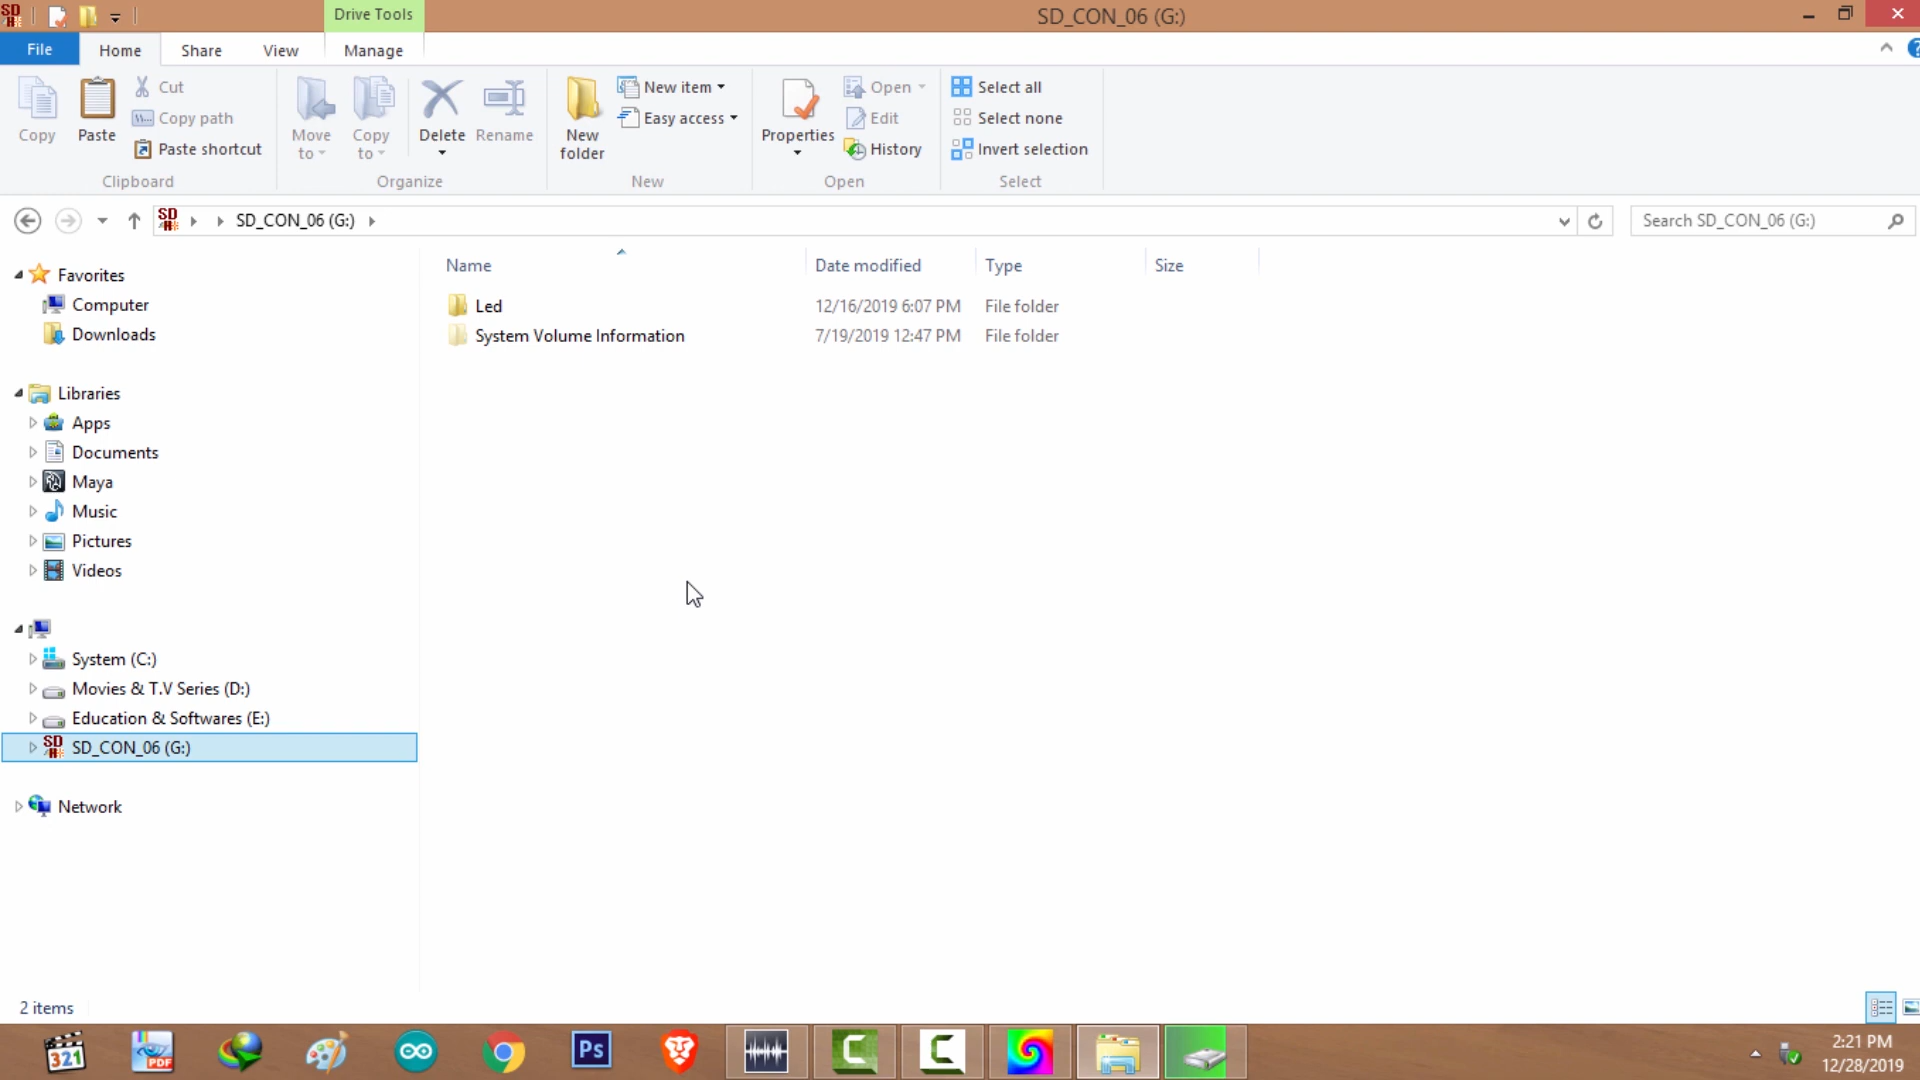 Drive Tools
SD_CON_06 (G:)
File
Home
Share
View
Manage
Copy
Paste
Cut
Copy path
Paste shortcut
Clipboard
Move to
Copy to
Delete
Rename
Organize
New folder
New item
Easy access
New
Properties
Open
Edit
History
Open
Select all
Select none
Invert selection
Select
SD_CON_06 (G:)
Search SD_CON_06 (G:)
Name
Date modified
Type
Size
Led 12/16/2019 6:07 PM File folder
System Volume Information 7/19/2019 12:47 PM File folder
Favorites
Computer
Downloads
Libraries
Apps
Documents
Maya
Music
Pictures
Videos
System (C:)
Movies & T.V Series (D:)
Education & Softwares (E:)
SD_CON_06 (G:)
Network
2 items
321
PDF
Ps
2:21 PM
12/28/2019